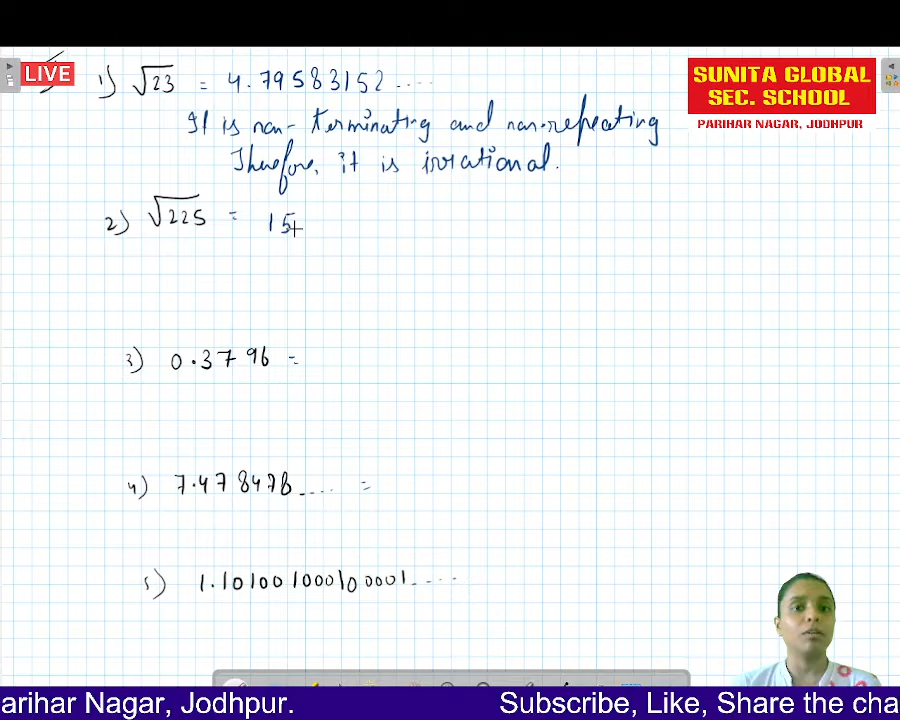 LIVE
1) √23 = 4.79583152....
SUNITA GLOBAL
SEC. SCHOOL
PARIHAR NAGAR, JODHPUR
It is non-terminating and non-repeating
Therefore, it is irrational.
2) √225 = 15
3) 0.3796 =
4) 7.478478.... =
5) 1.101001000100001....
arihar Nagar, Jodhpur.
Subscribe, Like, Share the cha